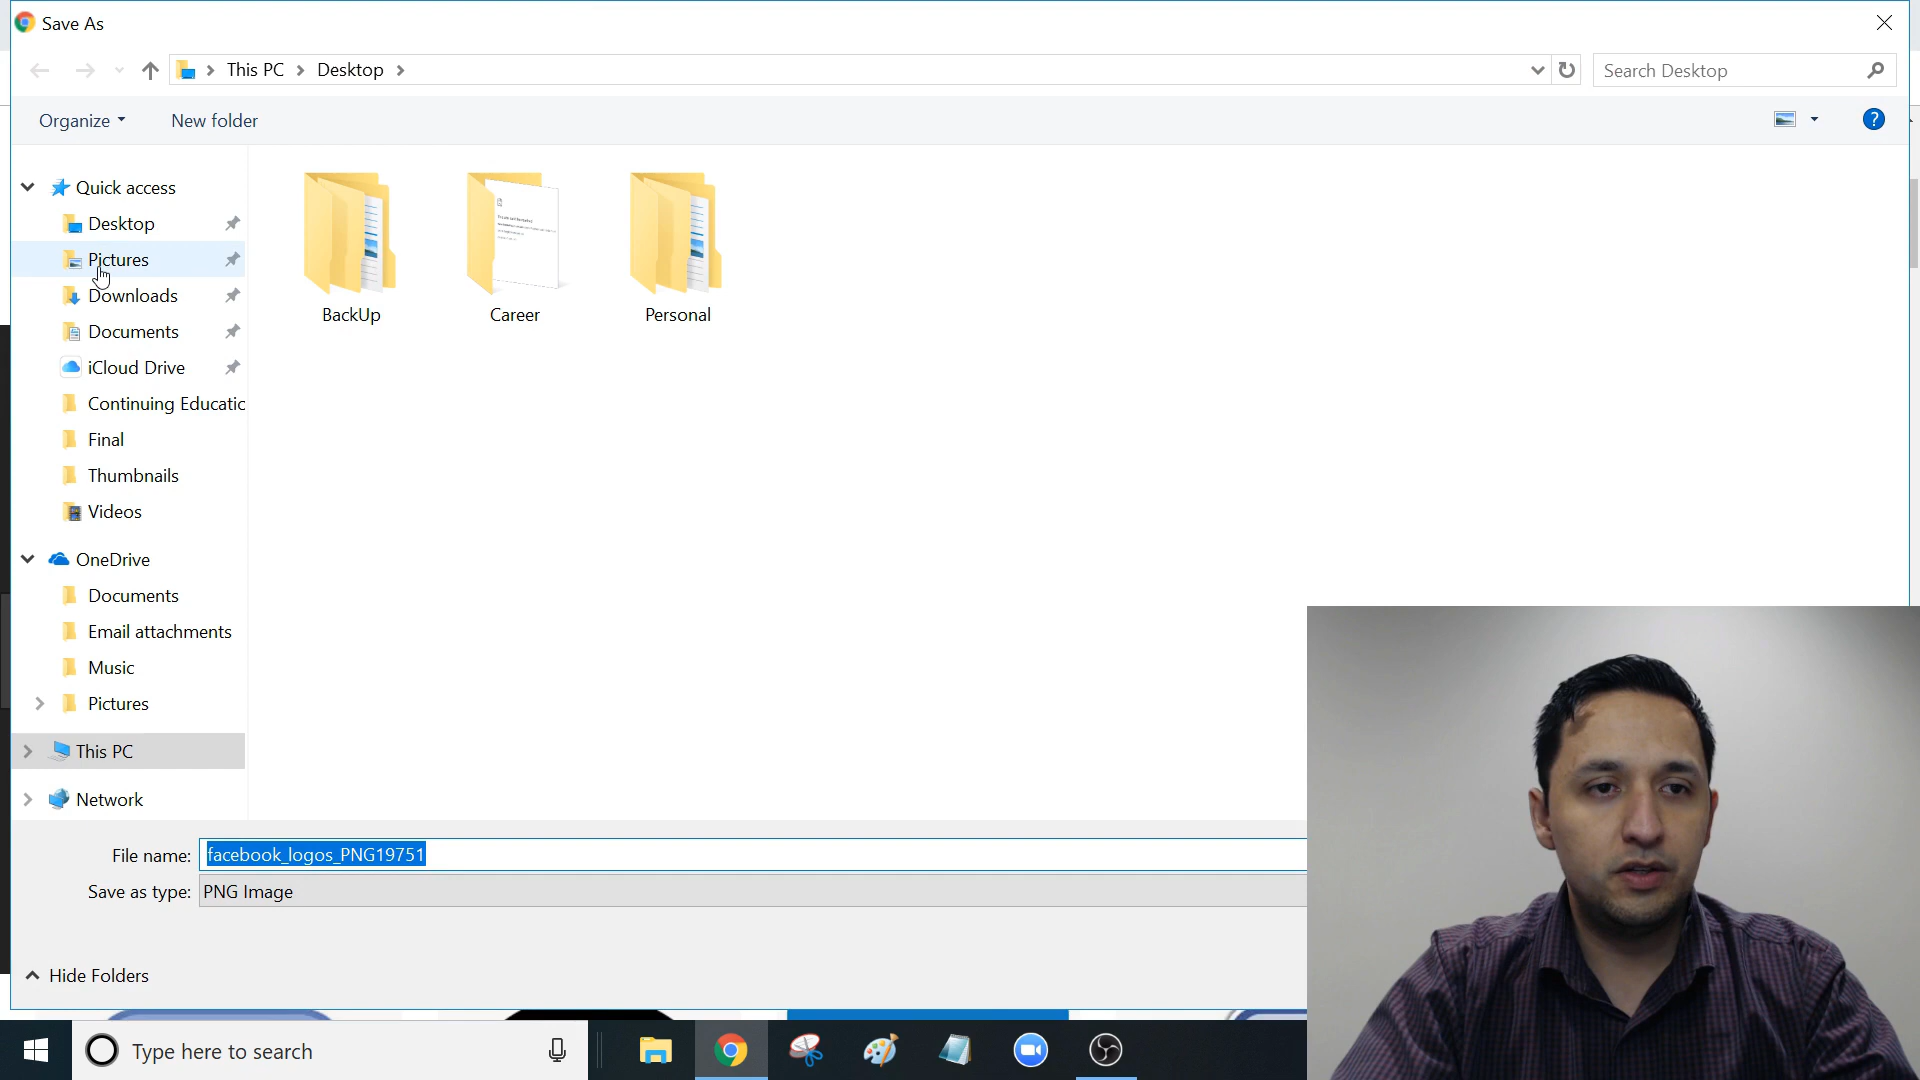 Save As
This PC
Desktop
Search Desktop
Organize
New folder
?
Quick access
Desktop
Pictures
Downloads
Documents
iCloud Drive
Continuing Educatic
Final
Thumbnails
Videos
OneDrive
Documents
Email attachments
Music
Pictures
This PC
Network
BackUp
Career
Personal
File name: facebook_logos_PNG19751
Save as type: PNG Image
Hide Folders
Type here to search